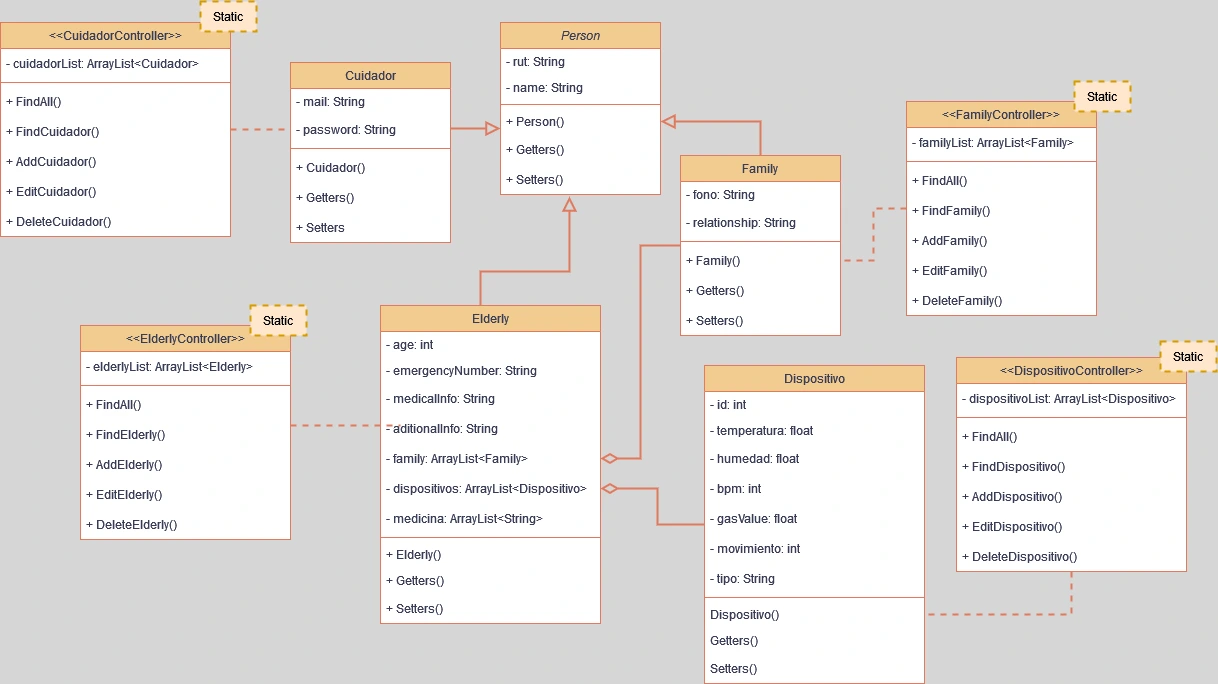 Static
<<CuidadorController>>
- cuidadorList: ArrayList<Cuidador>
+ FindAll()
+ FindCuidador()
+ AddCuidador()
+ EditCuidador()
+ DeleteCuidador()
Cuidador
- mail: String
- password: String
+ Cuidador()
+ Getters()
+ Setters
Person
- rut: String
- name: String
+ Person()
+ Getters()
+ Setters()
Family
- fono: String
- relationship: String
+ Family()
+ Getters()
+ Setters()
Static
<<FamilyController>>
- familyList: ArrayList<Family>
+ FindAll()
+ FindFamily()
+ AddFamily()
+ EditFamily()
+ DeleteFamily()
Static
<<ElderlyController>>
- elderlyList: ArrayList<Elderly>
+ FindAll()
+ FindElderly()
+ AddElderly()
+ EditElderly()
+ DeleteElderly()
Elderly
- age: int
- emergencyNumber: String
- medicalInfo: String
- aditionalInfo: String
- family: ArrayList<Family>
- dispositivos: ArrayList<Dispositivo>
- medicina: ArrayList<String>
+ Elderly()
+ Getters()
+ Setters()
Dispositivo
- id: int
- temperatura: float
- humedad: float
- bpm: int
- gasValue: float
- movimiento: int
- tipo: String
Dispositivo()
Getters()
Setters()
Static
<<DispositivoController>>
- dispositivoList: ArrayList<Dispositivo>
+ FindAll()
+ FindDispositivo()
+ AddDispositivo()
+ EditDispositivo()
+ DeleteDispositivo()